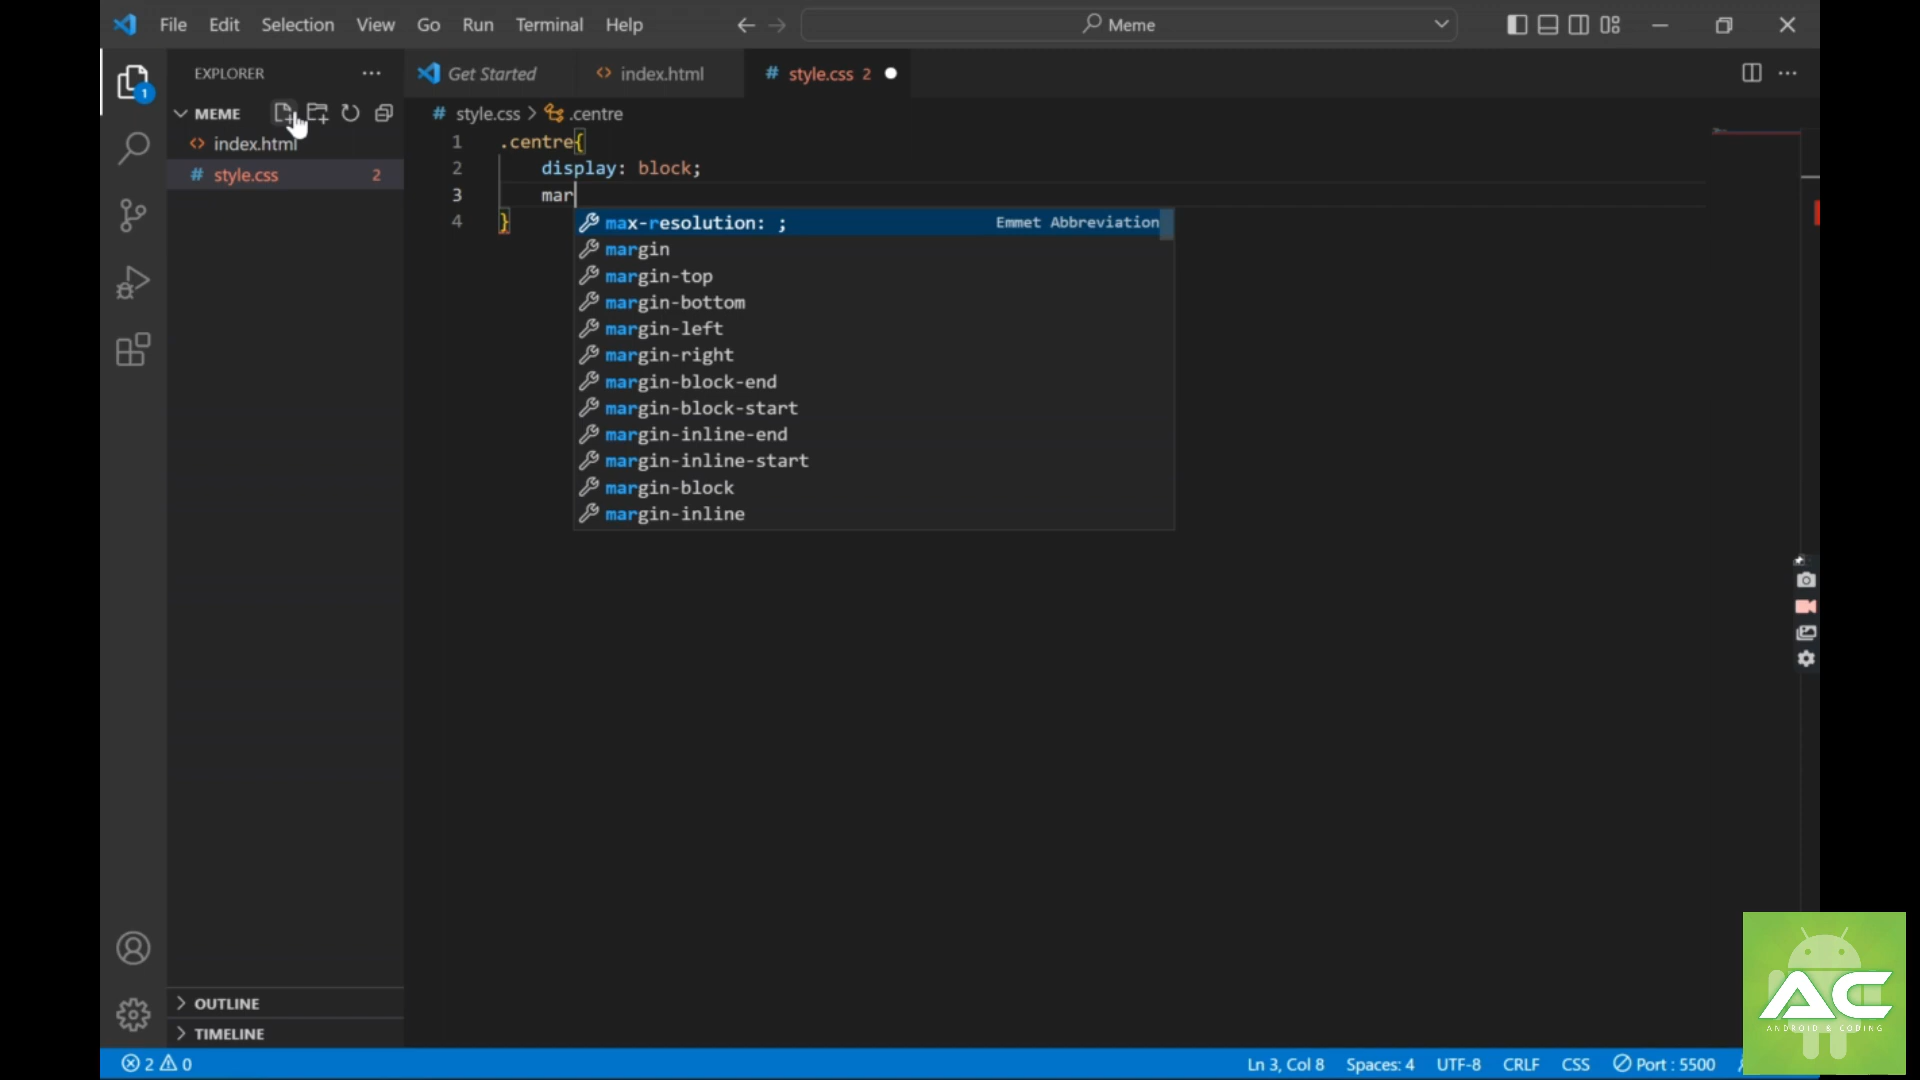 File Edit Selection View Go Run Terminal Help
Meme
EXPLORER
Get Started
index.html
style.css 2
1
MEME
style.css > .centre
index.html
style.css 2
1 .centre{
2 display: block;
3 mar
4 }
max-resolution: ; Emmet Abbreviation
margin
margin-top
margin-bottom
margin-left
margin-right
margin-block-end
margin-block-start
margin-inline-end
margin-inline-start
margin-block
margin-inline
OUTLINE
TIMELINE
AC
ANDROID & CODING
2 0
Ln 3, Col 8 Spaces: 4 UTF-8 CRLF CSS Port : 5500